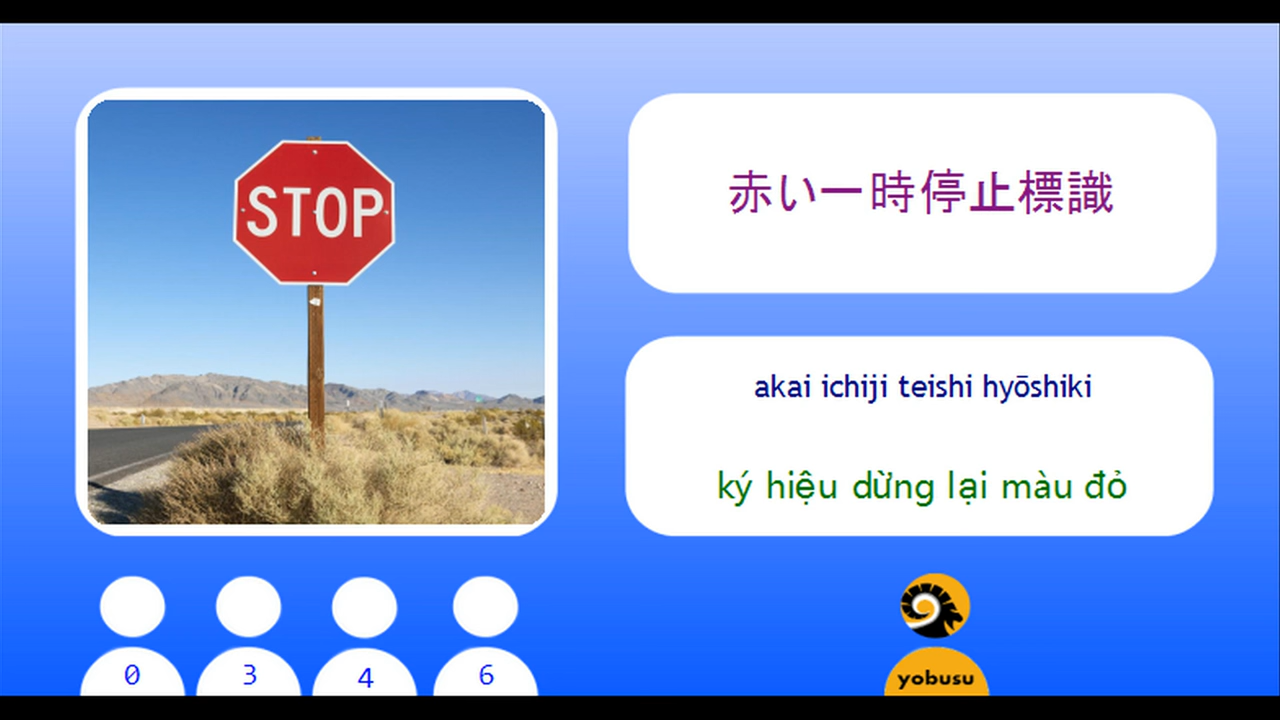 STOP
赤い一時停止標識
akai ichiji teishi hyōshiki
ký hiệu dừng lại màu đỏ
0 3 4 6
yobusu